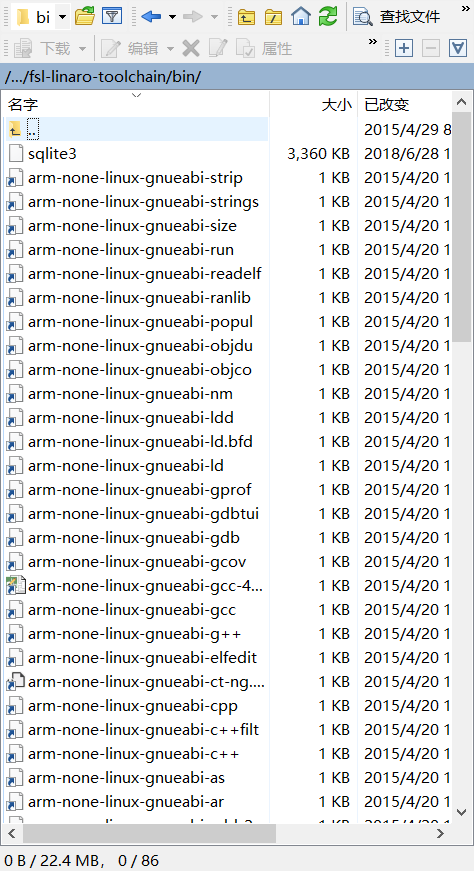 bi 查找文件 »
下载 编辑 属性 »
/.../fsl-linaro-toolchain/bin/
名字 大小 已改变
.. 2015/4/29 8
sqlite3 3,360 KB 2018/6/28 1
arm-none-linux-gnueabi-strip 1 KB 2015/4/20 1
arm-none-linux-gnueabi-strings 1 KB 2015/4/20 1
arm-none-linux-gnueabi-size 1 KB 2015/4/20 1
arm-none-linux-gnueabi-run 1 KB 2015/4/20 1
arm-none-linux-gnueabi-readelf 1 KB 2015/4/20 1
arm-none-linux-gnueabi-ranlib 1 KB 2015/4/20 1
arm-none-linux-gnueabi-popul 1 KB 2015/4/20 1
arm-none-linux-gnueabi-objdu 1 KB 2015/4/20 1
arm-none-linux-gnueabi-objco 1 KB 2015/4/20 1
arm-none-linux-gnueabi-nm 1 KB 2015/4/20 1
arm-none-linux-gnueabi-ldd 1 KB 2015/4/20 1
arm-none-linux-gnueabi-ld.bfd 1 KB 2015/4/20 1
arm-none-linux-gnueabi-ld 1 KB 2015/4/20 1
arm-none-linux-gnueabi-gprof 1 KB 2015/4/20 1
arm-none-linux-gnueabi-gdbtui 1 KB 2015/4/20 1
arm-none-linux-gnueabi-gdb 1 KB 2015/4/20 1
arm-none-linux-gnueabi-gcov 1 KB 2015/4/20 1
arm-none-linux-gnueabi-gcc-4... 1 KB 2015/4/20 1
arm-none-linux-gnueabi-gcc 1 KB 2015/4/20 1
arm-none-linux-gnueabi-g++ 1 KB 2015/4/20 1
arm-none-linux-gnueabi-elfedit 1 KB 2015/4/20 1
arm-none-linux-gnueabi-ct-ng.... 1 KB 2015/4/20 1
arm-none-linux-gnueabi-cpp 1 KB 2015/4/20 1
arm-none-linux-gnueabi-c++filt 1 KB 2015/4/20 1
arm-none-linux-gnueabi-c++ 1 KB 2015/4/20 1
arm-none-linux-gnueabi-as 1 KB 2015/4/20 1
arm-none-linux-gnueabi-ar 1 KB 2015/4/20 1
0 B / 22.4 MB, 0 / 86